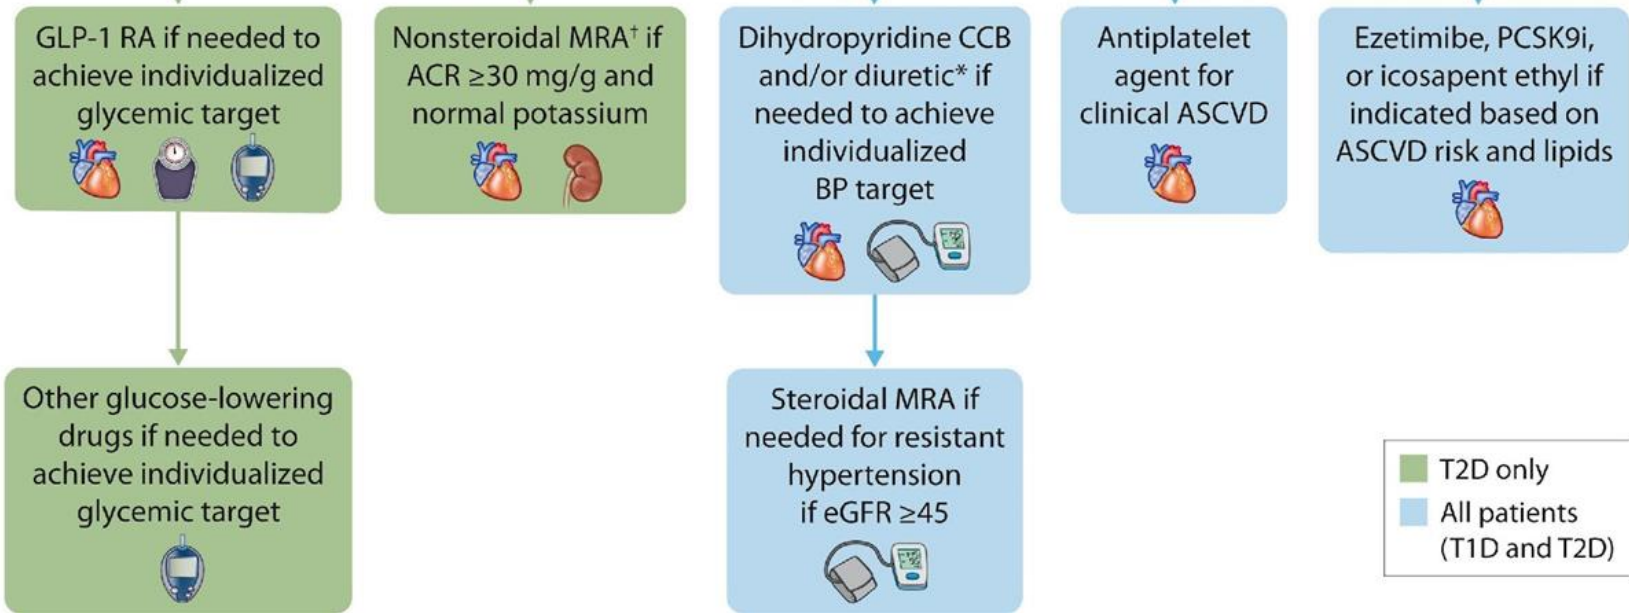 GLP-1 RA if needed to
achieve individualized
glycemic target
Nonsteroidal MRA† if
ACR ≥30 mg/g and
normal potassium
Dihydropyridine CCB
and/or diuretic* if
needed to achieve
individualized
BP target
Antiplatelet
agent for
clinical ASCVD
Ezetimibe, PCSK9i,
or icosapent ethyl if
indicated based on
ASCVD risk and lipids
Other glucose-lowering
drugs if needed to
achieve individualized
glycemic target
Steroidal MRA if
needed for resistant
hypertension
if eGFR ≥45
T2D only
All patients
(T1D and T2D)